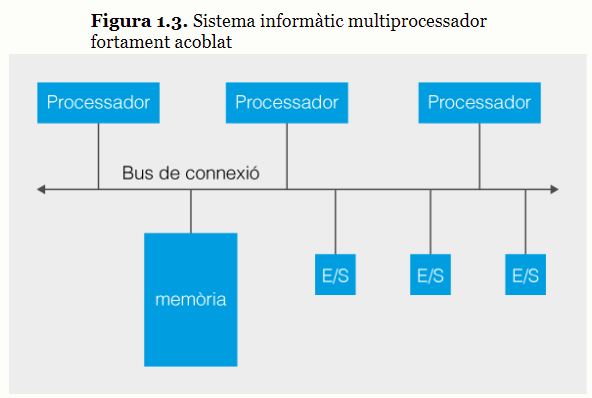 Figura 1.3. Sistema informàtic multiprocessador
fortament acoblat
Processador
Processador
Processador
Bus de connexió
memòria
E/S
E/S
E/S